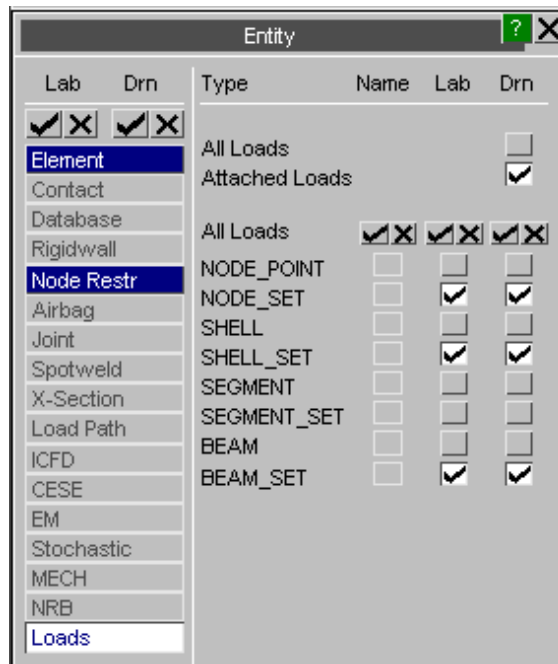 Entity ? X
Lab Drn
Element
Contact
Database
Rigidwall
Node Restr
Airbag
Joint
Spotweld
X-Section
Load Path
ICFD
CESE
EM
Stochastic
MECH
NRB
Loads
Type Name Lab Drn
All Loads
Attached Loads
All Loads
NODE_POINT
NODE_SET
SHELL
SHELL_SET
SEGMENT
SEGMENT_SET
BEAM
BEAM_SET